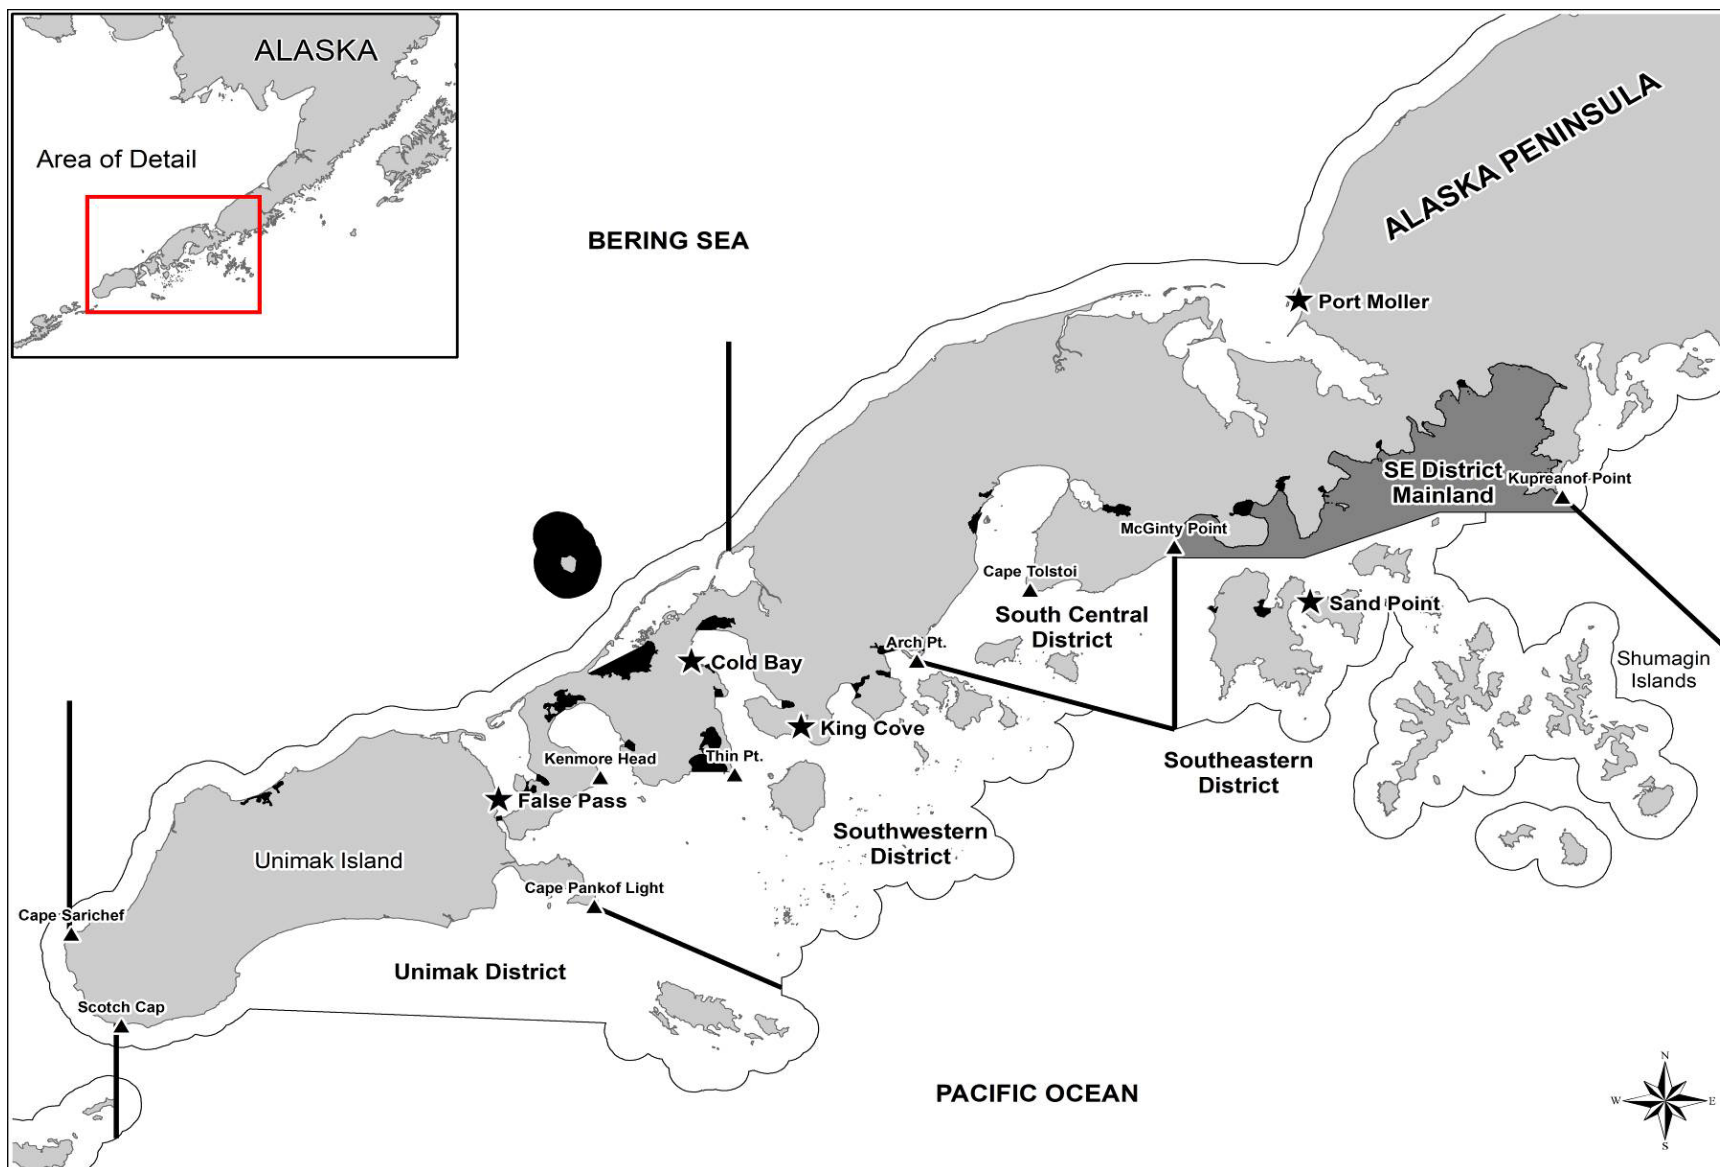 ALASKA
Area of Detail
ALASKA PENINSULA
BERING SEA
Port Moller
SE District
Mainland
Kupreanof Point
McGinty Point
Cape Tolstoi
South Central
District
Sand Point
Arch Pt.
Cold Bay
Shumagin
Islands
King Cove
Kenmore Head
Thin Pt.
Southeastern
District
False Pass
Southwestern
District
Unimak Island
Cape Pankof Light
Cape Sarichef
Unimak District
Scotch Cap
PACIFIC OCEAN
N
W
E
S